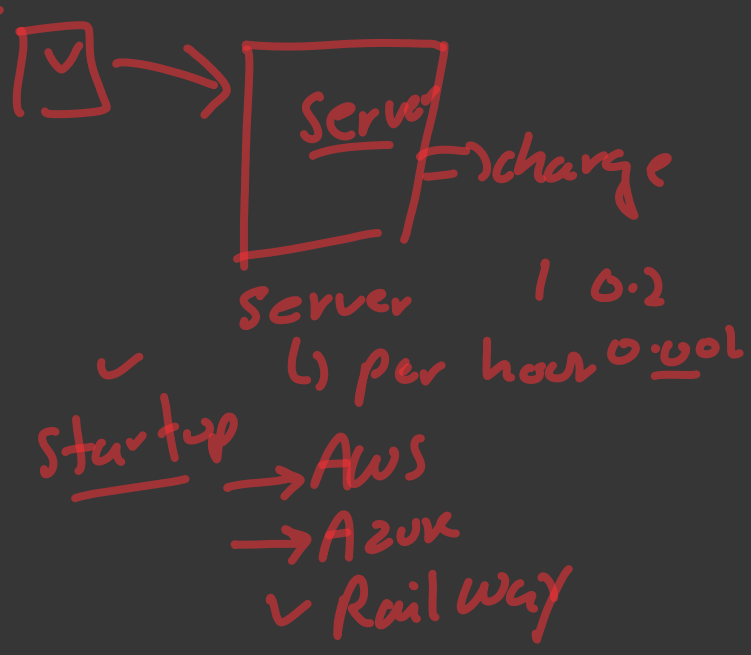 Server
charge
Server
1 0.2
per hour 0.001
Startup
AWS
Azure
Railway